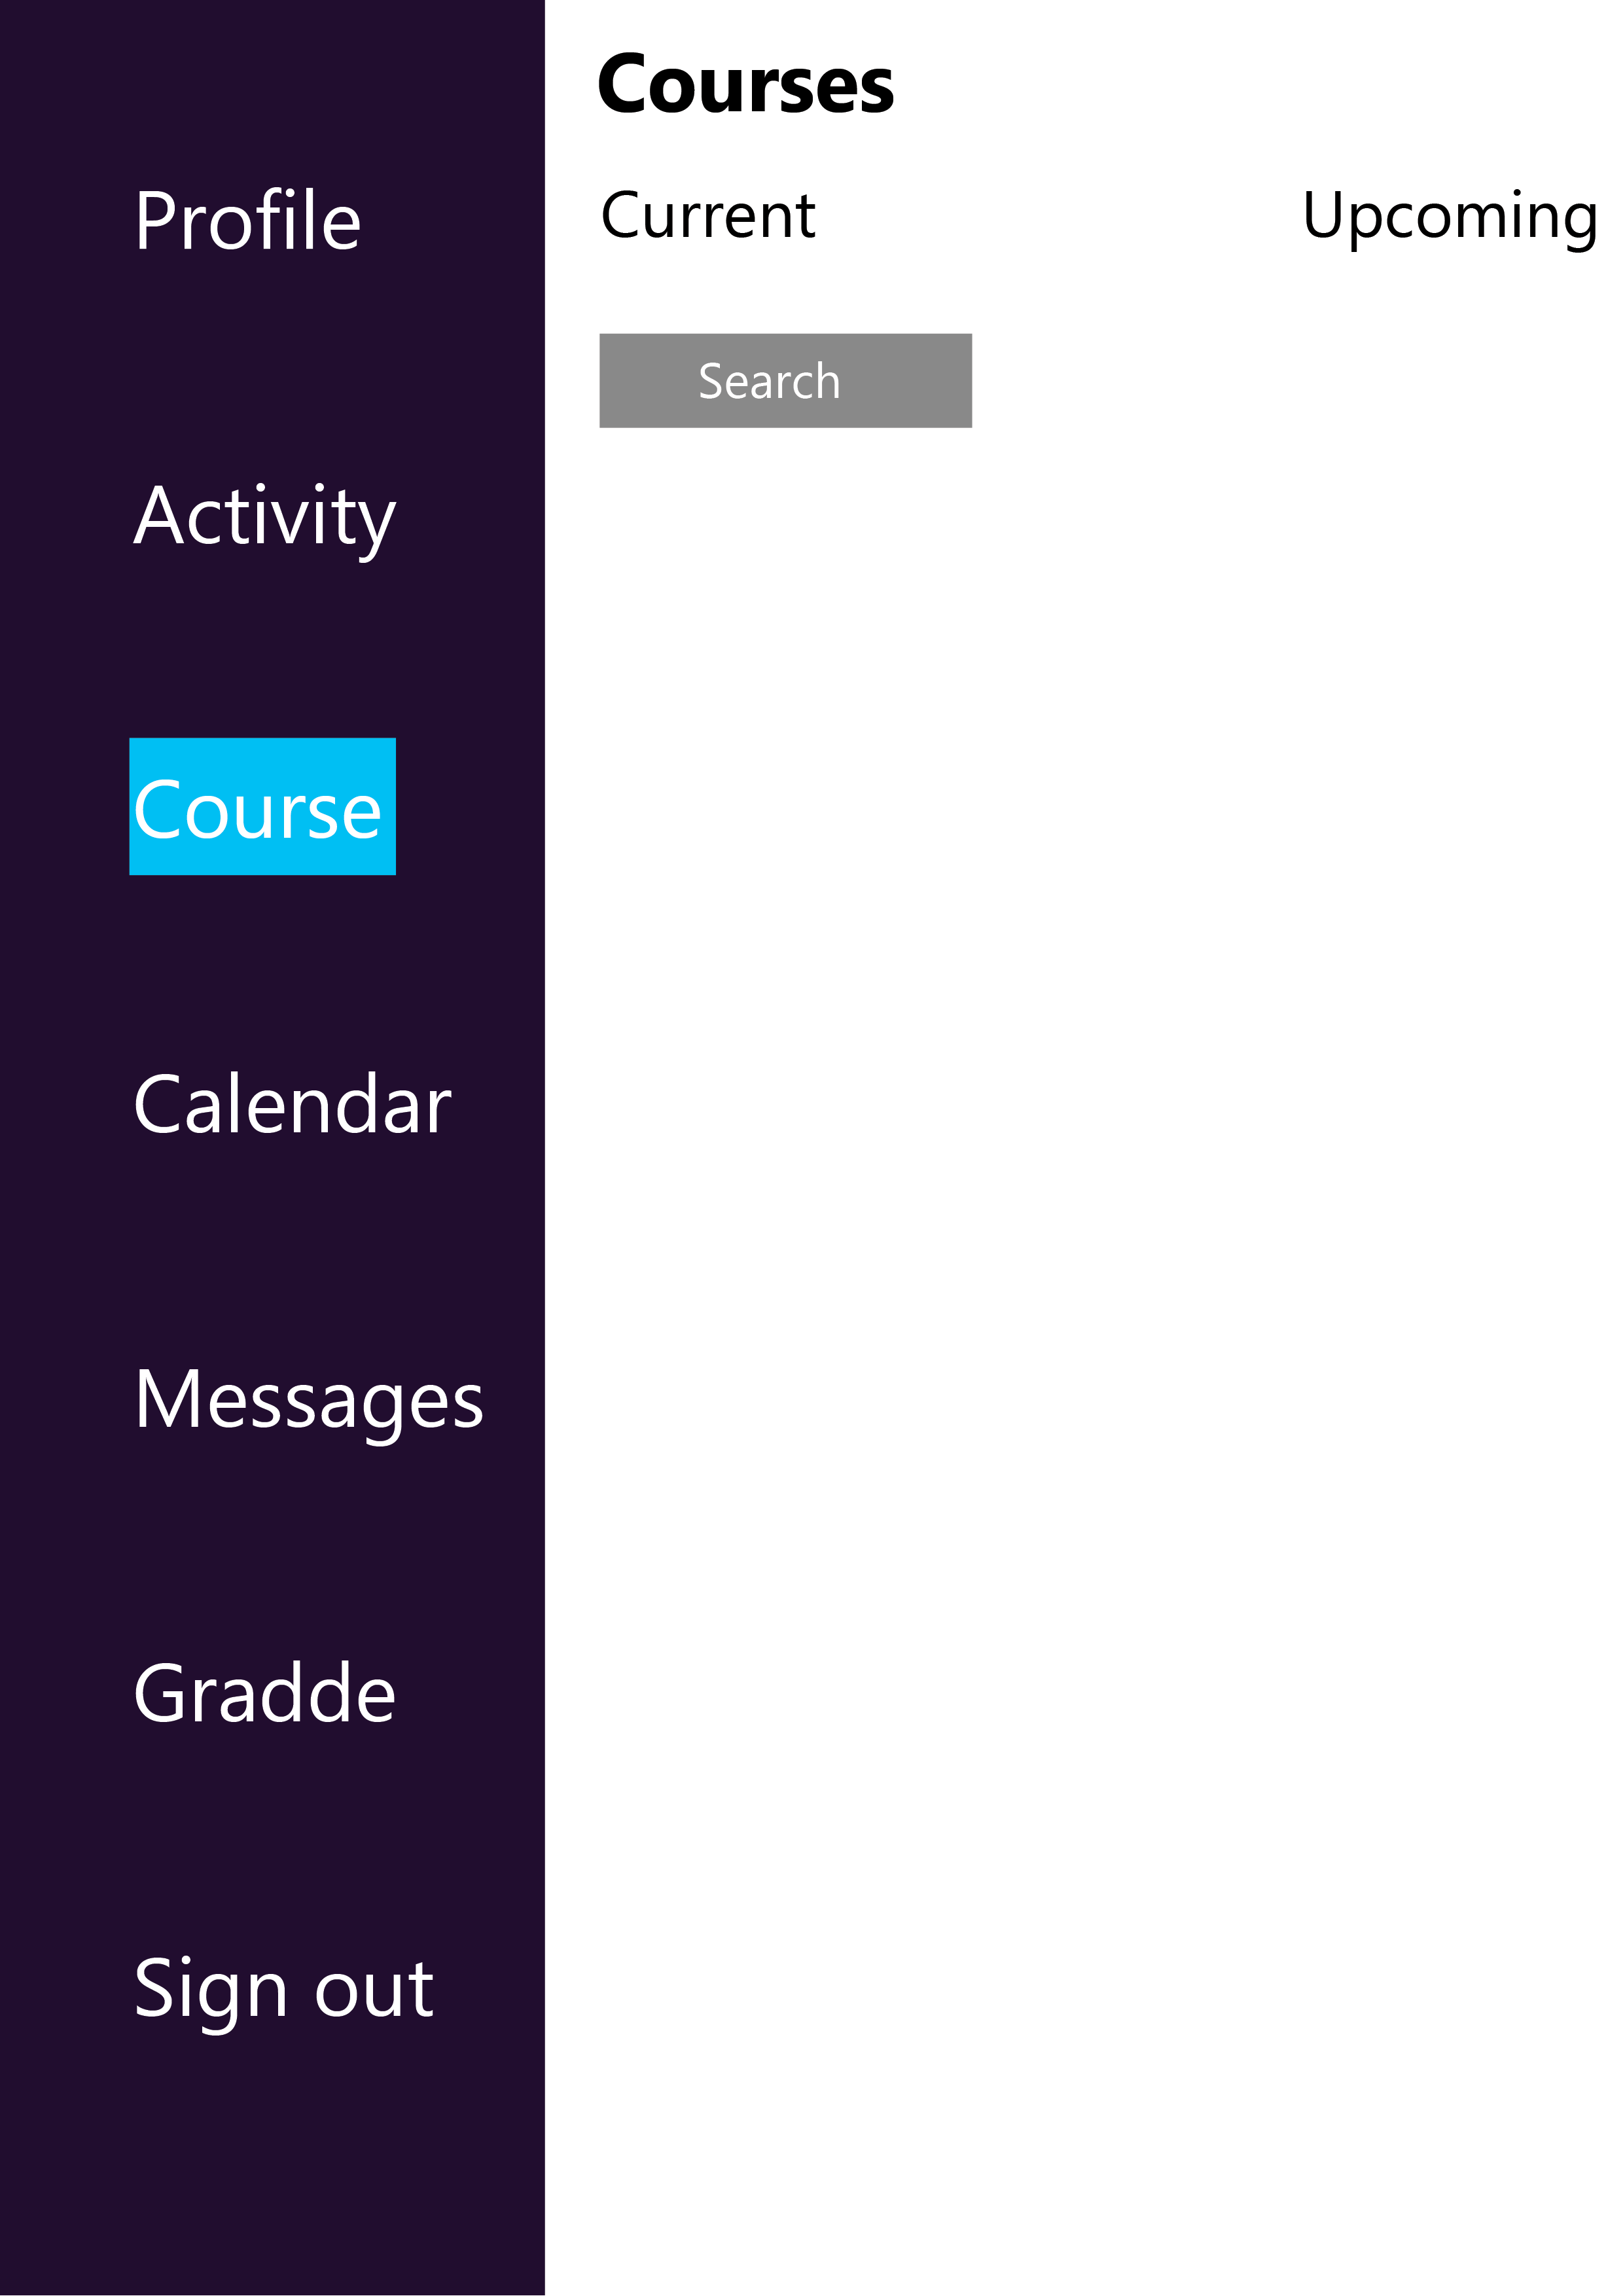 Profile
Activity
Course
Calendar
Messages
Gradde
Sign out
Courses
Current
Upcoming
Search